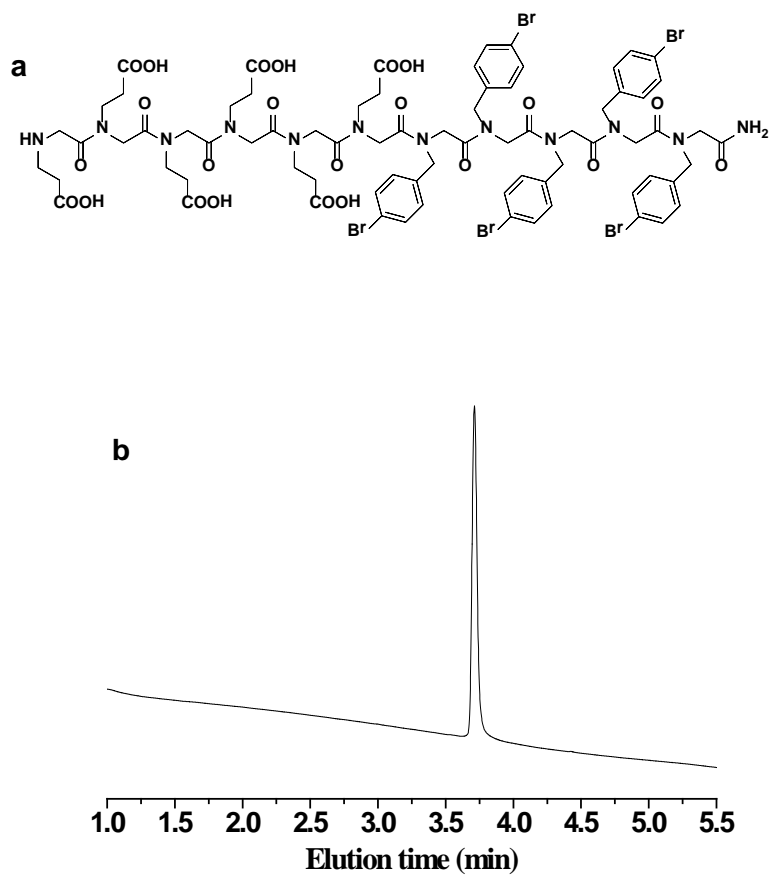 a
Br
Br
COOH COOH COOH
O O O O O O
HN N N N N N N N N N N NH₂
O O O O O O
COOH COOH COOH
Br Br Br
b
1.0 1.5 2.0 2.5 3.0 3.5 4.0 4.5 5.0 5.5
Elution time (min)